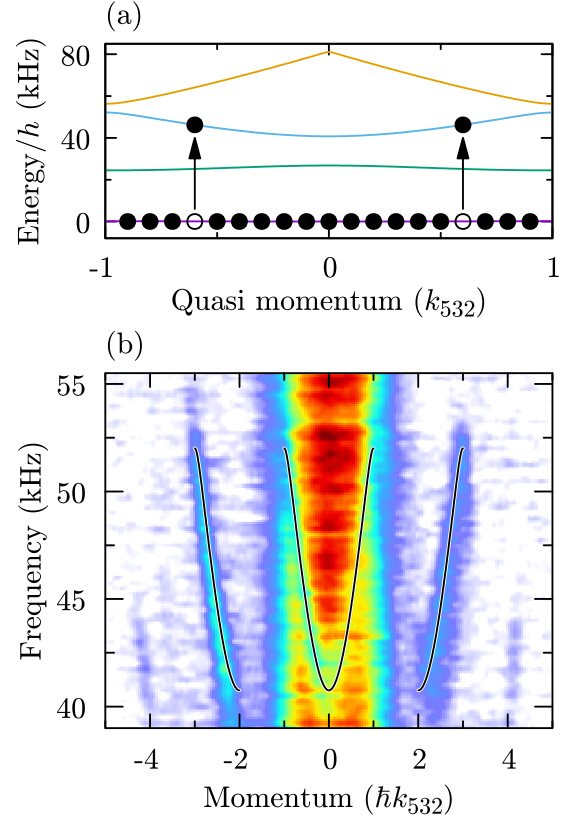 (a)
80
40
0
Energy/h (kHz)
-1 0 1
Quasi momentum (k532)
(b)
55
50
45
40
Frequency (kHz)
-4 -2 0 2 4
Momentum (ħk532)